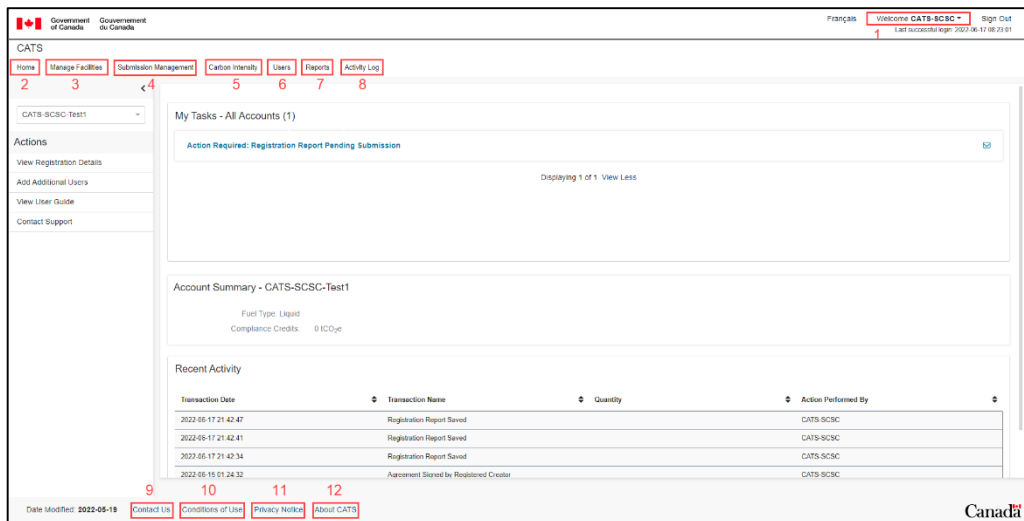 Government of Canada Gouvernement du Canada
Français Welcome CATS-SCSC Sign Out
1 Last successful login: 2022-06-17 08:23:01
CATS
Home Manage Facilities Submission Management Carbon Intensity Users Reports Activity Log
2 3 4 5 6 7 8
CATS-SCSC-Test1
Actions
View Registration Details
Add Additional Users
View User Guide
Contact Support
My Tasks - All Accounts (1)
Action Required: Registration Report Pending Submission
Displaying 1 of 1 View Less
Account Summary - CATS-SCSC-Test1
Fuel Type: Liquid
Compliance Credits: 0 tCO2e
Recent Activity
Transaction Date Transaction Name Quantity Action Performed By
2022-06-17 21:42:47 Registration Report Saved CATS-SCSC
2022-06-17 21:42:41 Registration Report Saved CATS-SCSC
2022-06-17 21:42:34 Registration Report Saved CATS-SCSC
2022-06-15 01:24:32 Agreement Signed by Registered Creator CATS-SCSC
9 10 11 12
Date Modified: 2022-05-19 Contact Us Conditions of Use Privacy Notice About CATS
Canada